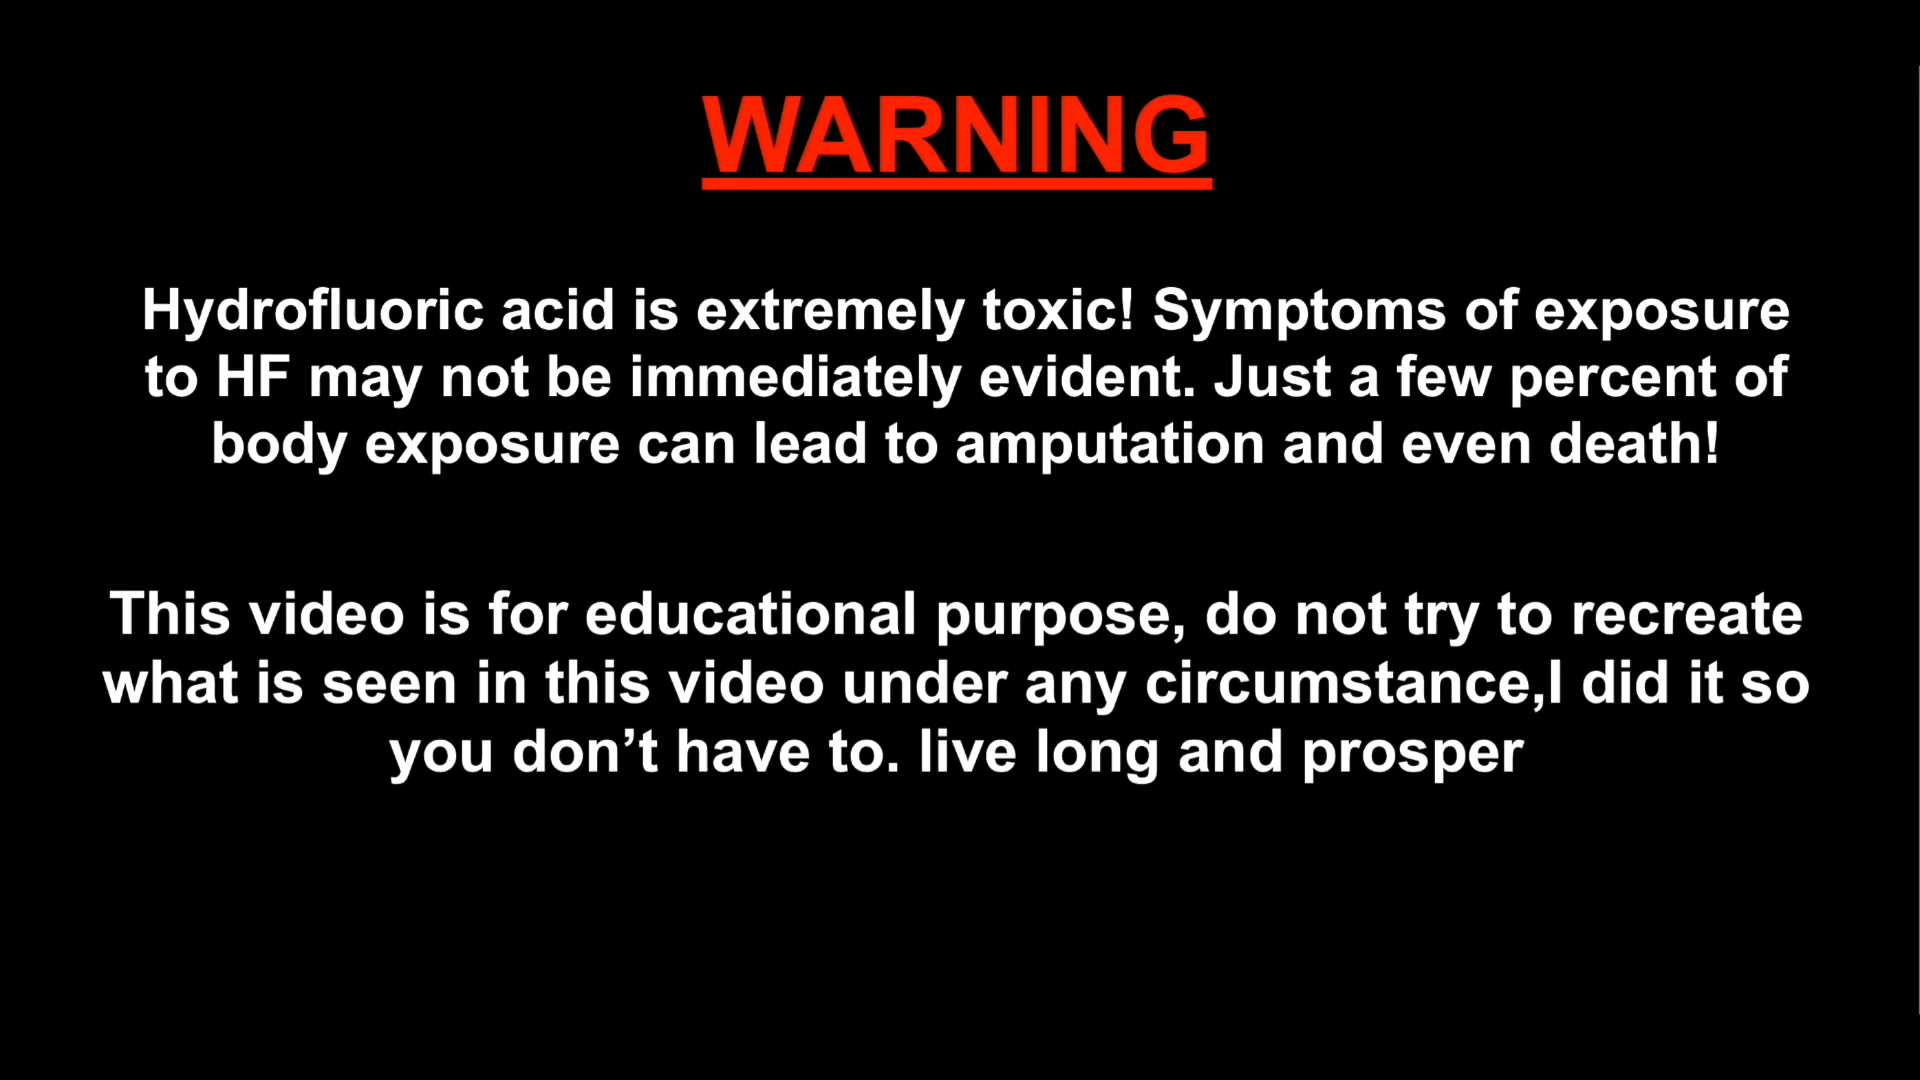 WARNING
Hydrofluoric acid is extremely toxic! Symptoms of exposure
to HF may not be immediately evident. Just a few percent of
body exposure can lead to amputation and even death!
This video is for educational purpose, do not try to recreate
what is seen in this video under any circumstance,I did it so
you don’t have to. live long and prosper